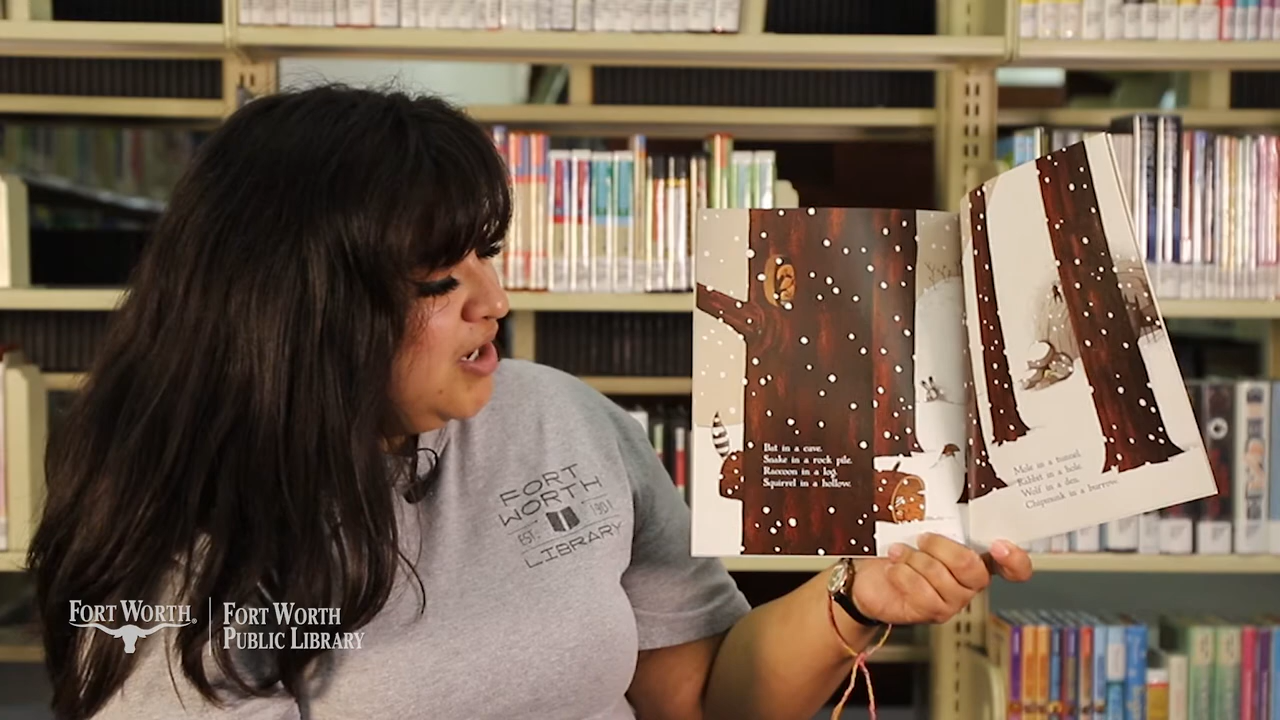 Bat in a cave.
Snake in a rock pile.
Raccoon in a log.
Squirrel in a hollow.
Mole in a tunnel.
Rabbit in a hole.
Wolf in a den.
Chipmunk in a burrow.
FORT
WORTH
EST. 1901
LIBRARY
FORT WORTH®
FORT WORTH
PUBLIC LIBRARY